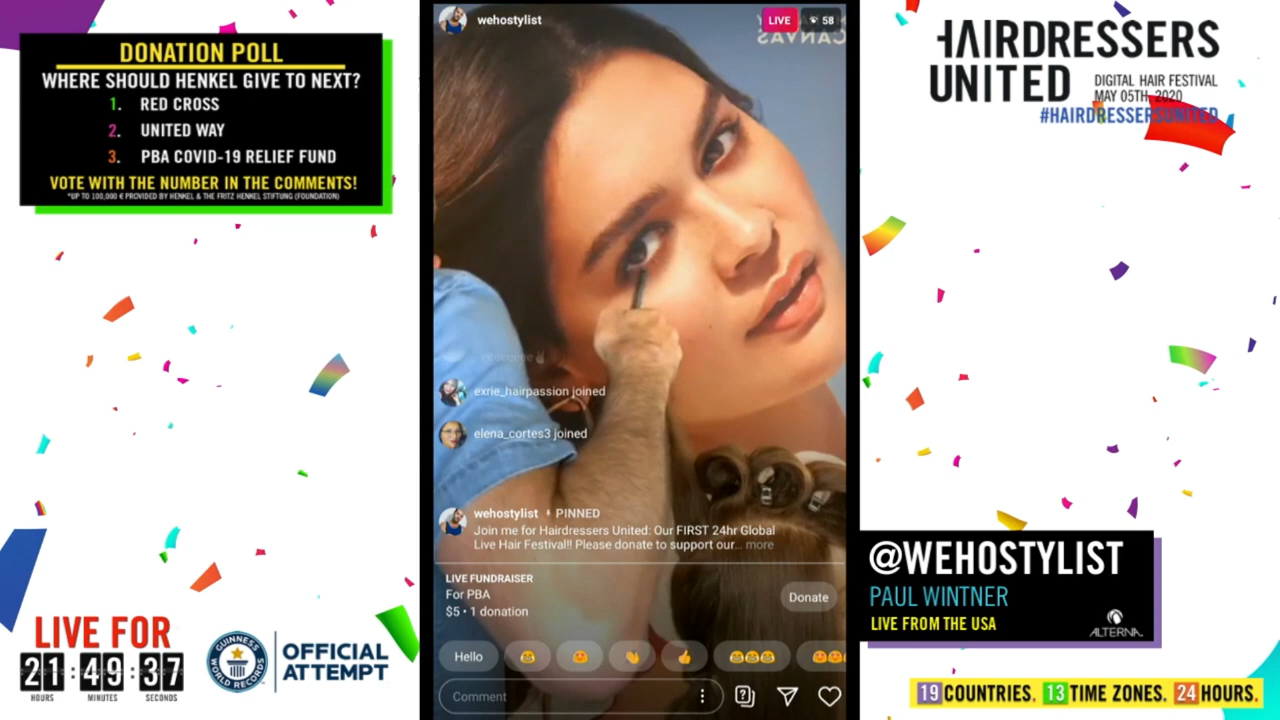 DONATION POLL
WHERE SHOULD HENKEL GIVE TO NEXT?
1. RED CROSS
2. UNITED WAY
3. PBA COVID-19 RELIEF FUND
VOTE WITH THE NUMBER IN THE COMMENTS!
*UP TO 100,000 € PROVIDED BY HENKEL & THE FRITZ HENKEL STIFTUNG (FOUNDATION)
LIVE FOR
21:49:37
HOURS MINUTES SECONDS
GUINNESS WORLD RECORDS
OFFICIAL
ATTEMPT
wehostylist
LIVE
58
CANVAS
exrie_hairpassion joined
elena_cortes3 joined
wehostylist PINNED
Join me for Hairdressers United: Our FIRST 24hr Global
Live Hair Festival!! Please donate to support our... more
LIVE FUNDRAISER
For PBA
$5 • 1 donation
Donate
Hello
Comment
HAIRDRESSERS
UNITED
DIGITAL HAIR FESTIVAL
MAY 05TH, 2020
#HAIRDRESSERSUNITED
@WEHOSTYLIST
PAUL WINTNER
LIVE FROM THE USA
ALTERNA
19 COUNTRIES. 13 TIME ZONES. 24 HOURS.